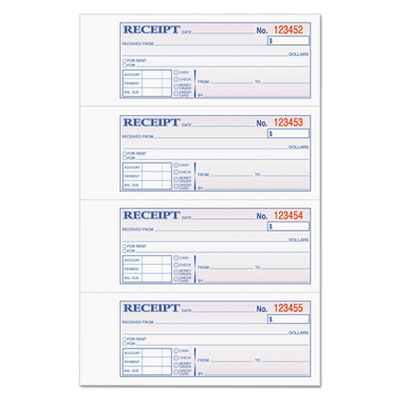 RECEIPT DATE No. 123452
RECEIVED FROM $
DOLLARS
FOR RENT
FOR
ACCOUNT CASH
PAYMENT CHECK FROM TO
MONEY ORDER
BAL. DUE CREDIT CARD BY
RECEIPT DATE No. 123453
RECEIVED FROM $
DOLLARS
FOR RENT
FOR
ACCOUNT CASH
PAYMENT CHECK FROM TO
MONEY ORDER
BAL. DUE CREDIT CARD BY
RECEIPT DATE No. 123454
RECEIVED FROM $
DOLLARS
FOR RENT
FOR
ACCOUNT CASH
PAYMENT CHECK FROM TO
MONEY ORDER
BAL. DUE CREDIT CARD BY
RECEIPT DATE No. 123455
RECEIVED FROM $
DOLLARS
FOR RENT
FOR
ACCOUNT CASH
PAYMENT CHECK FROM TO
MONEY ORDER
BAL. DUE CREDIT CARD BY